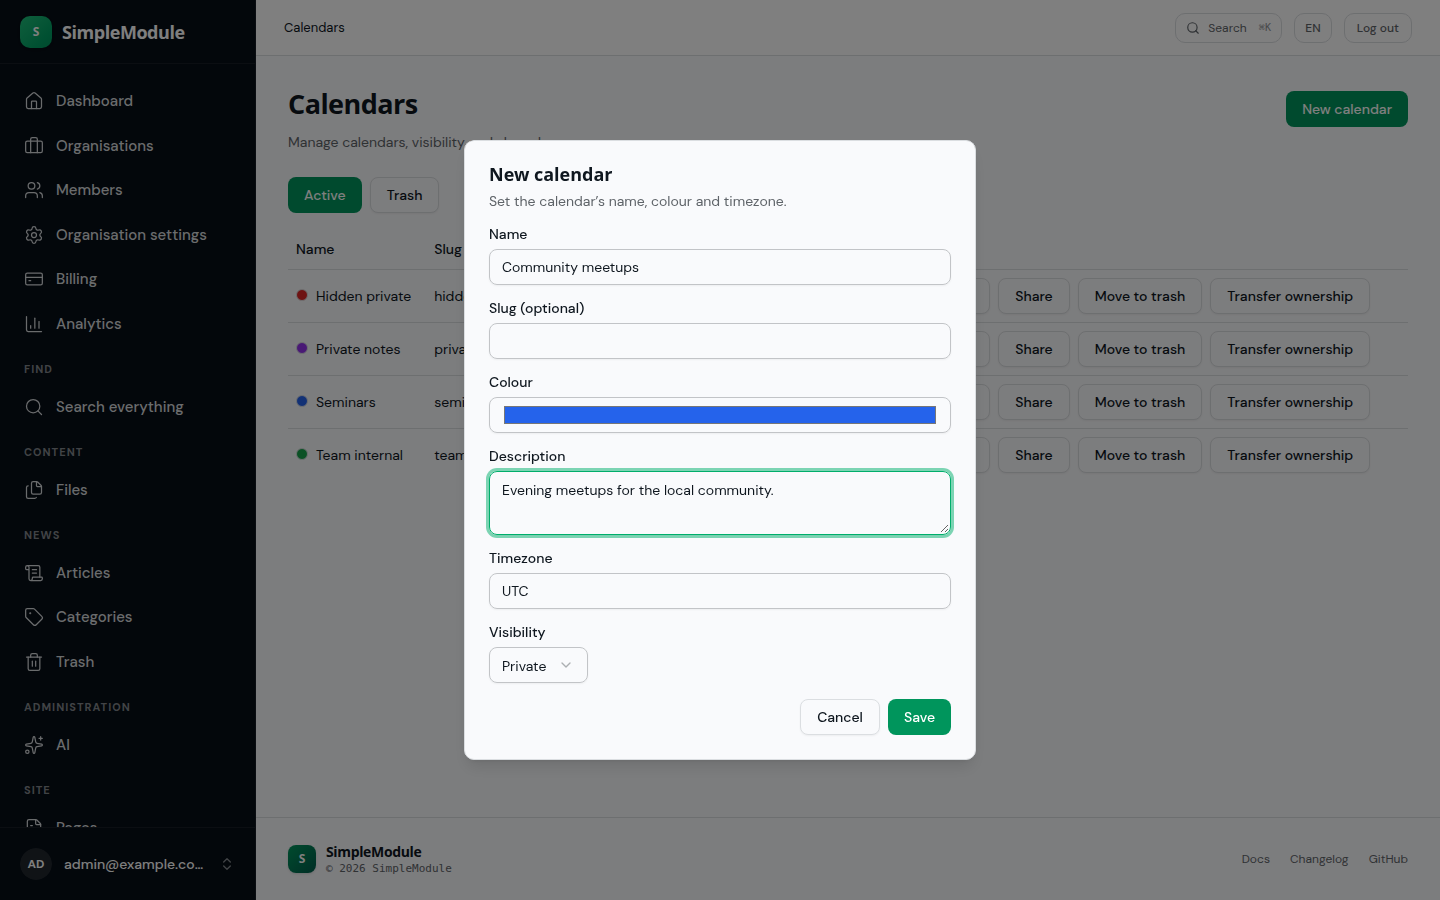 S
SimpleModule
Dashboard
Organisations
Members
Organisation settings
Billing
Analytics
FIND
Search everything
CONTENT
Files
NEWS
Articles
Categories
Trash
ADMINISTRATION
AI
SITE
Pages
AD
admin@example.co...
Calendars
Search
⌘K
EN
Log out
Calendars
New calendar
Manage calendars, visibility
Active
Trash
Name
Slug
Hidden private
hidd
Share
Move to trash
Transfer ownership
Private notes
priva
Share
Move to trash
Transfer ownership
Seminars
semi
Share
Move to trash
Transfer ownership
Team internal
team
Share
Move to trash
Transfer ownership
New calendar
Set the calendar’s name, colour and timezone.
Name
Community meetups
Slug (optional)
Colour
Description
Evening meetups for the local community.
Timezone
UTC
Visibility
Private
Cancel
Save
S
SimpleModule
© 2026 SimpleModule
Docs
Changelog
GitHub